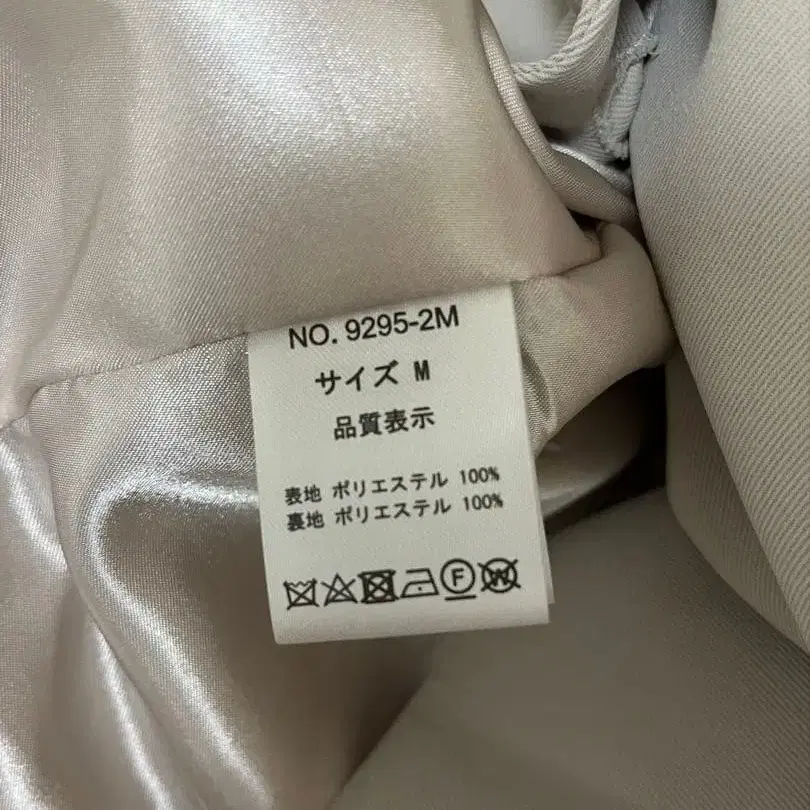 NO. 9295-2M
サイズ M
品質表示
表地 ポリエステル 100%
裏地 ポリエステル 100%
F W